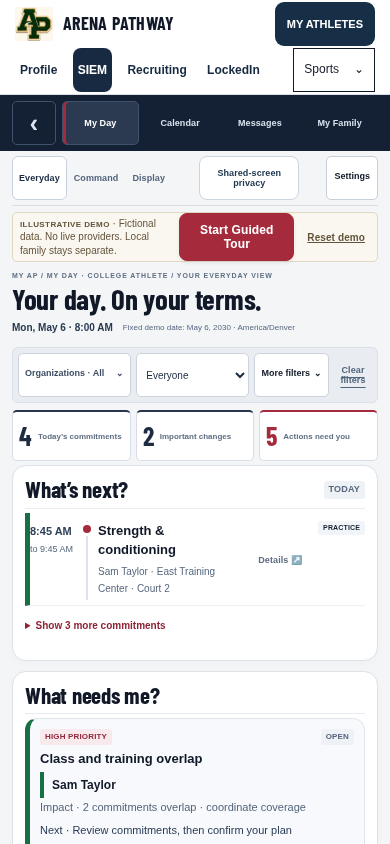 AP
ARENA PATHWAY
MY ATHLETES
Profile
SIEM
Recruiting
LockedIn
Sports
‹
My Day
Calendar
Messages
My Family
Everyday
Command
Display
Shared-screen
privacy
Settings
ILLUSTRATIVE DEMO · Fictional
data. No live providers. Local
family stays separate.
Start Guided
Tour
Reset demo
MY AP / MY DAY · COLLEGE ATHLETE / YOUR EVERYDAY VIEW
Your day. On your terms.
Mon, May 6 · 8:00 AM
Fixed demo date: May 6, 2030 · America/Denver
Organizations · All
Everyone
More filters
Clear
filters
4 Today's commitments
2 Important changes
5 Actions need you
What's next?
TODAY
8:45 AM
to 9:45 AM
Strength &
conditioning
Sam Taylor · East Training
Center · Court 2
Details ↗
PRACTICE
Show 3 more commitments
What needs me?
HIGH PRIORITY
OPEN
Class and training overlap
Sam Taylor
Impact · 2 commitments overlap · coordinate coverage
Next · Review commitments, then confirm your plan